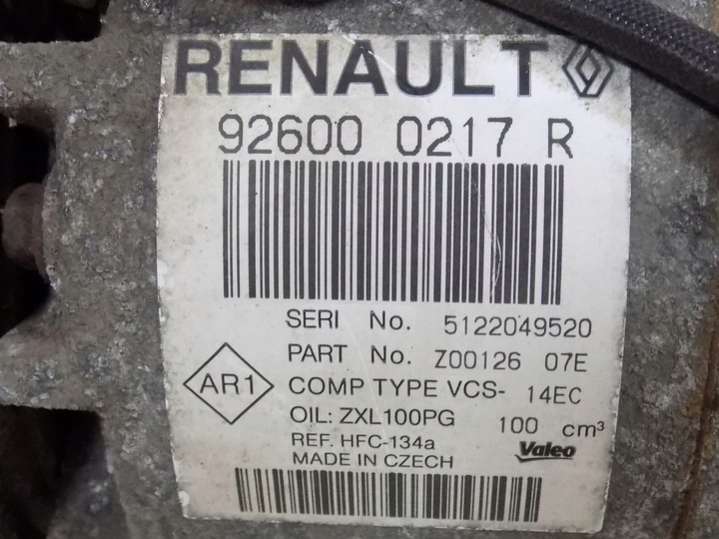 RENAULT
92600 0217 R
SERI No. 5122049520
PART No. Z00126 07E
AR1
COMP TYPE VCS- 14EC
OIL: ZXL100PG 100 cm³
REF. HFC-134a
Valeo
MADE IN CZECH